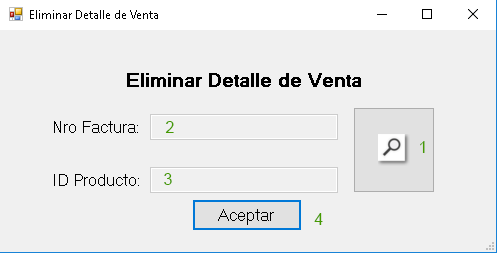 Eliminar Detalle de Venta
Eliminar Detalle de Venta
Nro Factura: 2
1
ID Producto: 3
Aceptar 4